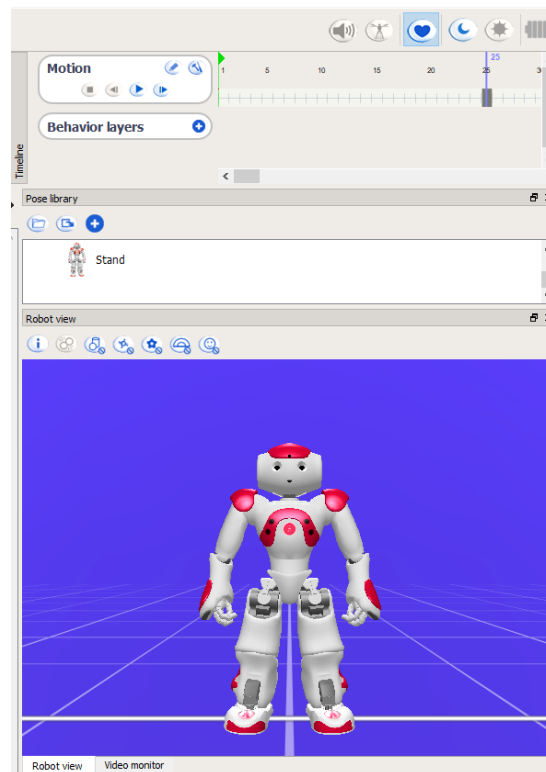 Motion
25
1 5 10 15 20 25
Behavior layers
Timeline
Pose library
Stand
Robot view
Robot view Video monitor